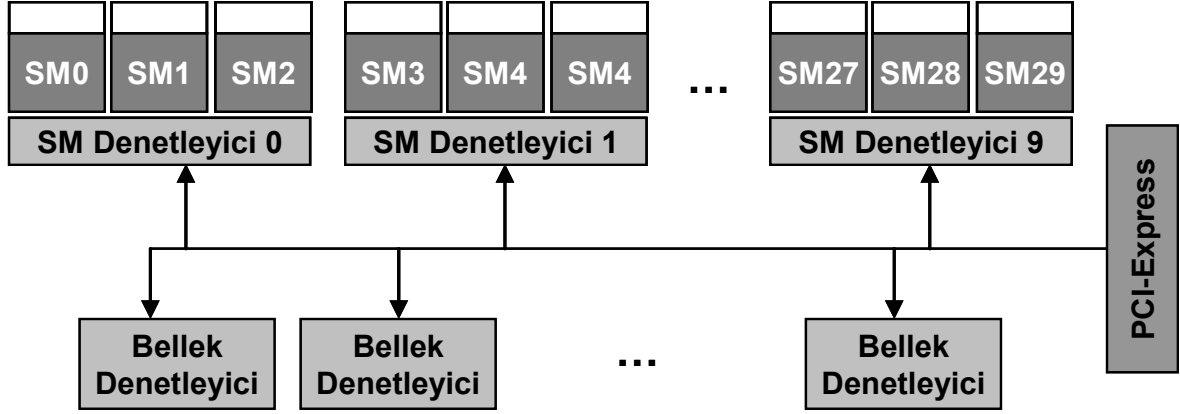 SM0 SM1 SM2 SM3 SM4 SM4 ... SM27 SM28 SM29
SM Denetleyici 0 SM Denetleyici 1 SM Denetleyici 9
PCI-Express
Bellek Denetleyici
Bellek Denetleyici
...
Bellek Denetleyici